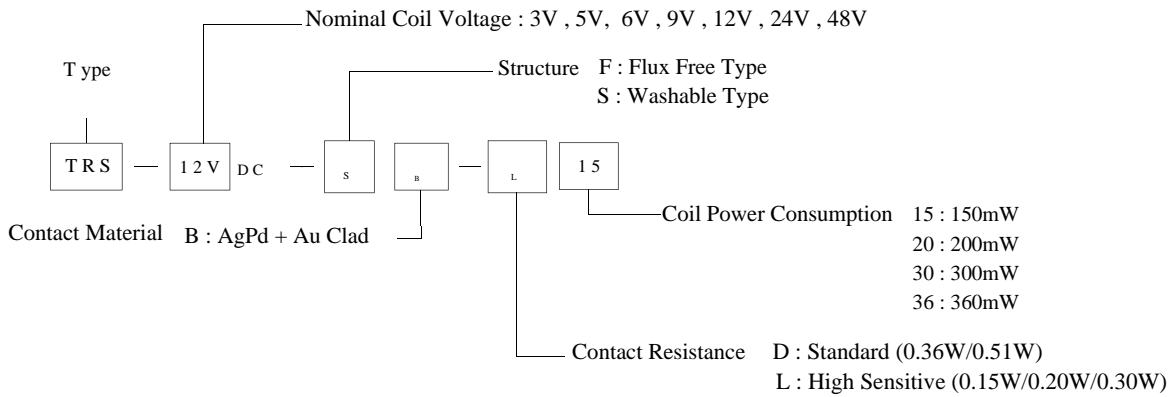 Nominal Coil Voltage : 3V , 5V, 6V , 9V , 12V , 24V , 48V
T ype
Structure F : Flux Free Type
S : Washable Type
T R S — 1 2 V D C — S B — L 1 5
Coil Power Consumption 15 : 150mW
Contact Material B : AgPd + Au Clad
20 : 200mW
30 : 300mW
36 : 360mW
Contact Resistance D : Standard (0.36W/0.51W)
L : High Sensitive (0.15W/0.20W/0.30W)